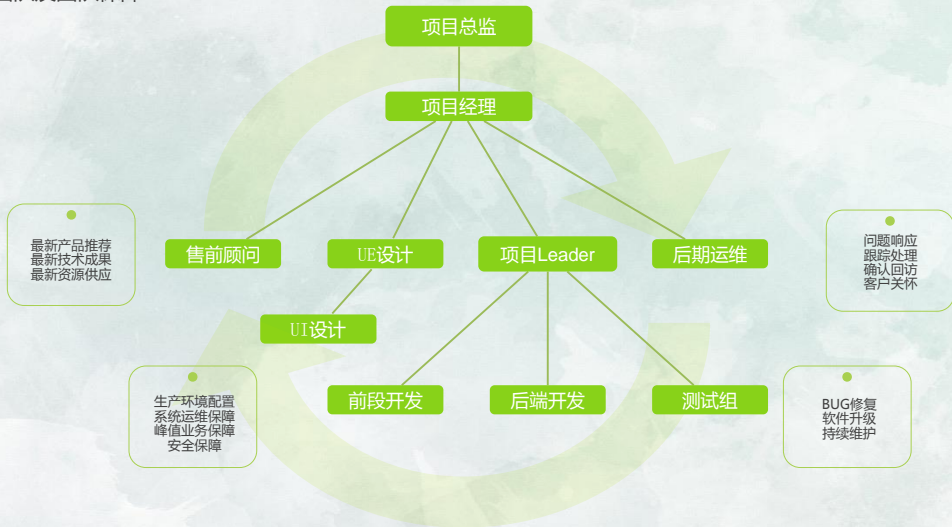 项目总监
项目经理
最新产品推荐
最新技术成果
最新资源供应
售前顾问
UE设计
项目Leader
后期运维
问题响应
跟踪处理
确认回访
客户关怀
UI设计
生产环境配置
系统运维保障
峰值业务保障
安全保障
前段开发
后端开发
测试组
BUG修复
软件升级
持续维护